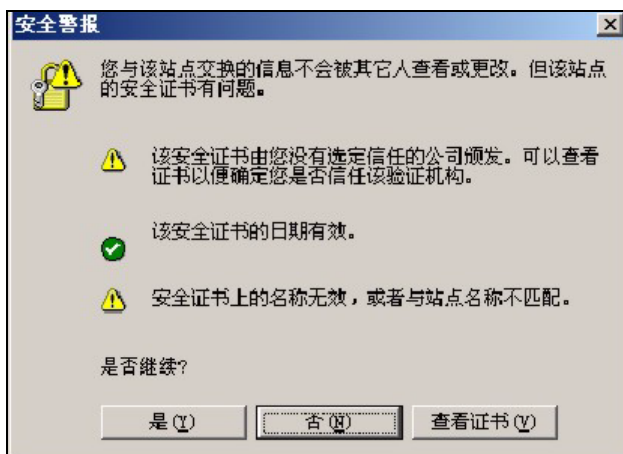 安全警报
您与该站点交换的信息不会被其它人查看或更改。但该站点
的安全证书有问题。
该安全证书由您没有选定信任的公司颁发。可以查看
证书以便确定您是否信任该验证机构。
该安全证书的日期有效。
安全证书上的名称无效，或者与站点名称不匹配。
是否继续?
是(Y) 否(N) 查看证书(V)